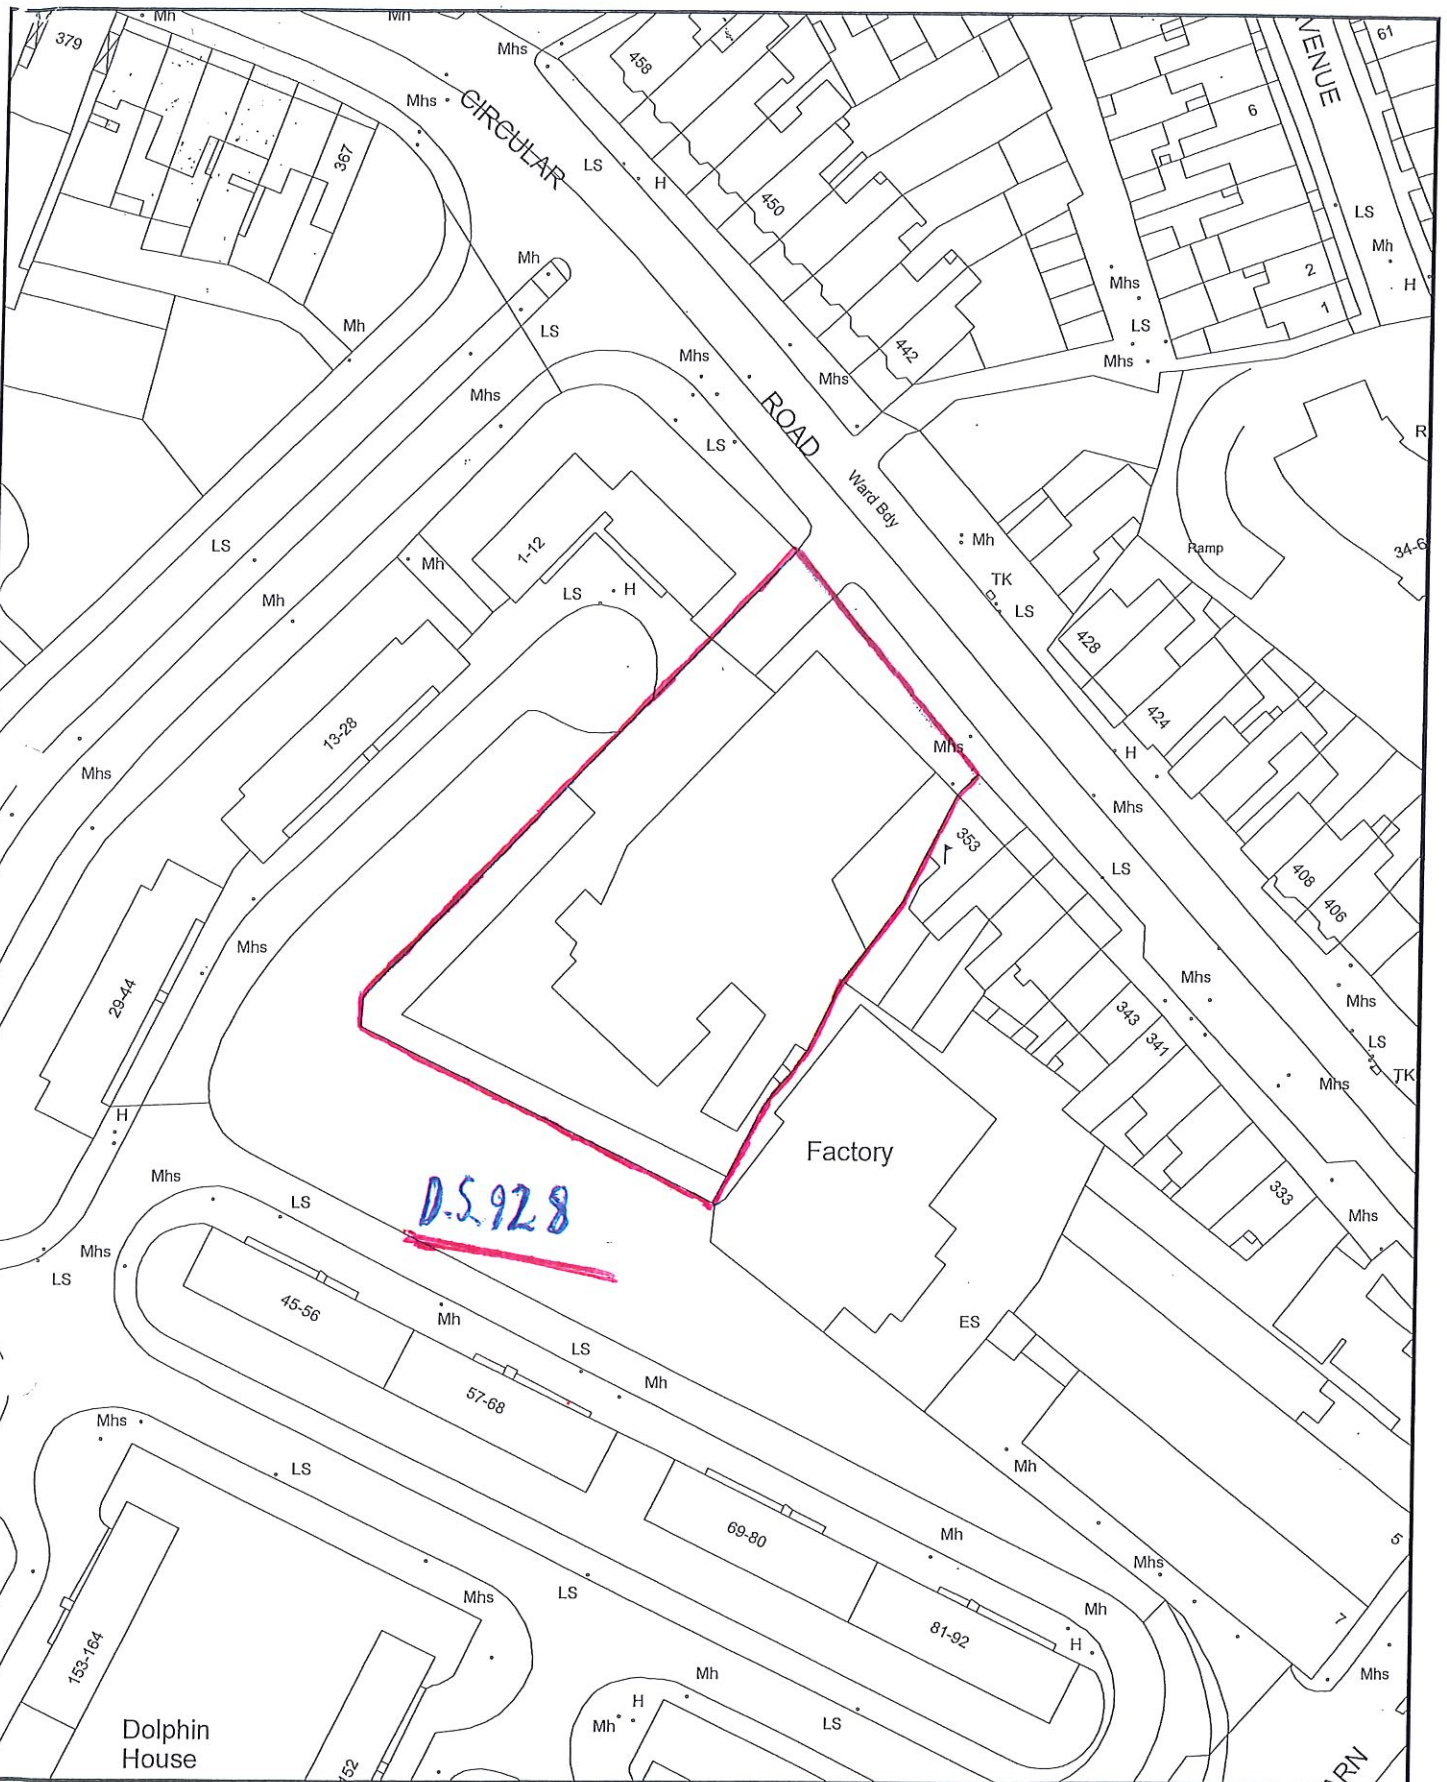 Mh
379
Mhs
458
VENUE
61
Mhs
CIRCULAR
6
367
LS
H
450
LS
Mh
2
Mh
Mhs
H
1
Mh
LS
LS
442
Mhs
Mhs
Mhs
Mhs
ROAD
LS
R
Ward Bdy
LS
1-12
Mh
Mh
Ramp
34-6
TK
LS
H
LS
Mh
428
424
13-28
Mhs
H
Mhs
Mhs
353
LS
408
406
Mhs
Mhs
29-44
Mhs
343
341
LS
TK
Mhs
H
Factory
Mhs
LS
D.S.928
333
Mhs
Mhs
LS
45-56
Mh
ES
LS
57-68
Mh
Mhs
LS
Mh
69-80
Mh
5
Mhs
LS
Mhs
Mh
7
81-92
H
153-164
Mh
Mhs
H
Mh
LS
Dolphin
House
152
ARN